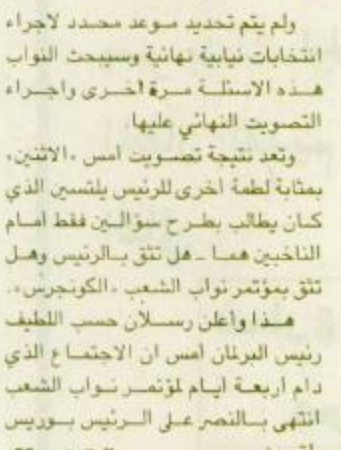 ولم يتم تحديد موعد محدد لاجراء
انتخابات نيابية نهائية وسيبحث النواب
هذه الاسئلة مرة أخرى واجراء
التصويت النهائي عليها.
وتعد نتيجة تصويت امس «الاثنين»
بمثابة لطمة اخرى للرئيس يلتسين الذي
كان يطالب بطرح سؤالين فقط امام
الناخبين هما ـ هل تثق بالرئيس وهل
تثق بمؤتمر نواب الشعب «الكونجرس».
هذا وأعلن رسلان حسب اللطيف
رئيس البرلمان امس ان الاجتماع الذي
دام اربعة ايام لمؤتمر نواب الشعب
انتهى بالنصر على الرئيس بوريس